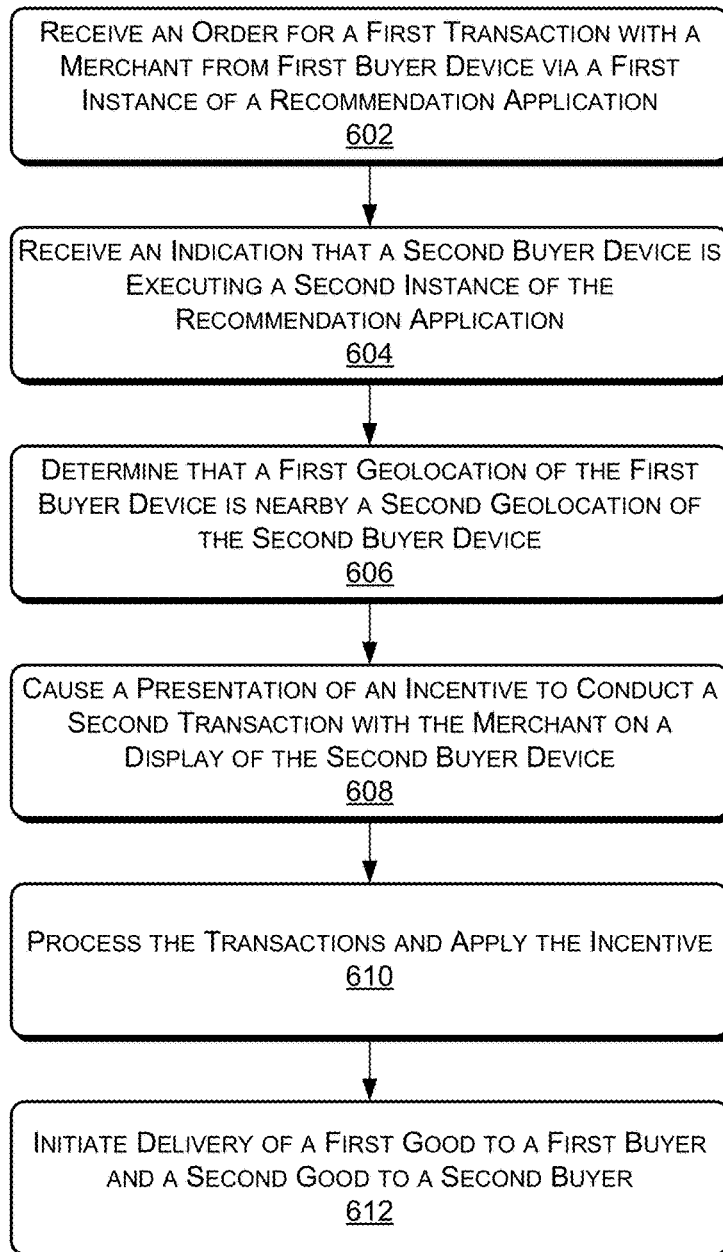 RECEIVE AN ORDER FOR A FIRST TRANSACTION WITH A
MERCHANT FROM FIRST BUYER DEVICE VIA A FIRST
INSTANCE OF A RECOMMENDATION APPLICATION
602
RECEIVE AN INDICATION THAT A SECOND BUYER DEVICE IS
EXECUTING A SECOND INSTANCE OF THE
RECOMMENDATION APPLICATION
604
DETERMINE THAT A FIRST GEOLOCATION OF THE FIRST
BUYER DEVICE IS NEARBY A SECOND GEOLOCATION OF
THE SECOND BUYER DEVICE
606
CAUSE A PRESENTATION OF AN INCENTIVE TO CONDUCT A
SECOND TRANSACTION WITH THE MERCHANT ON A
DISPLAY OF THE SECOND BUYER DEVICE
608
PROCESS THE TRANSACTIONS AND APPLY THE INCENTIVE
610
INITIATE DELIVERY OF A FIRST GOOD TO A FIRST BUYER
AND A SECOND GOOD TO A SECOND BUYER
612